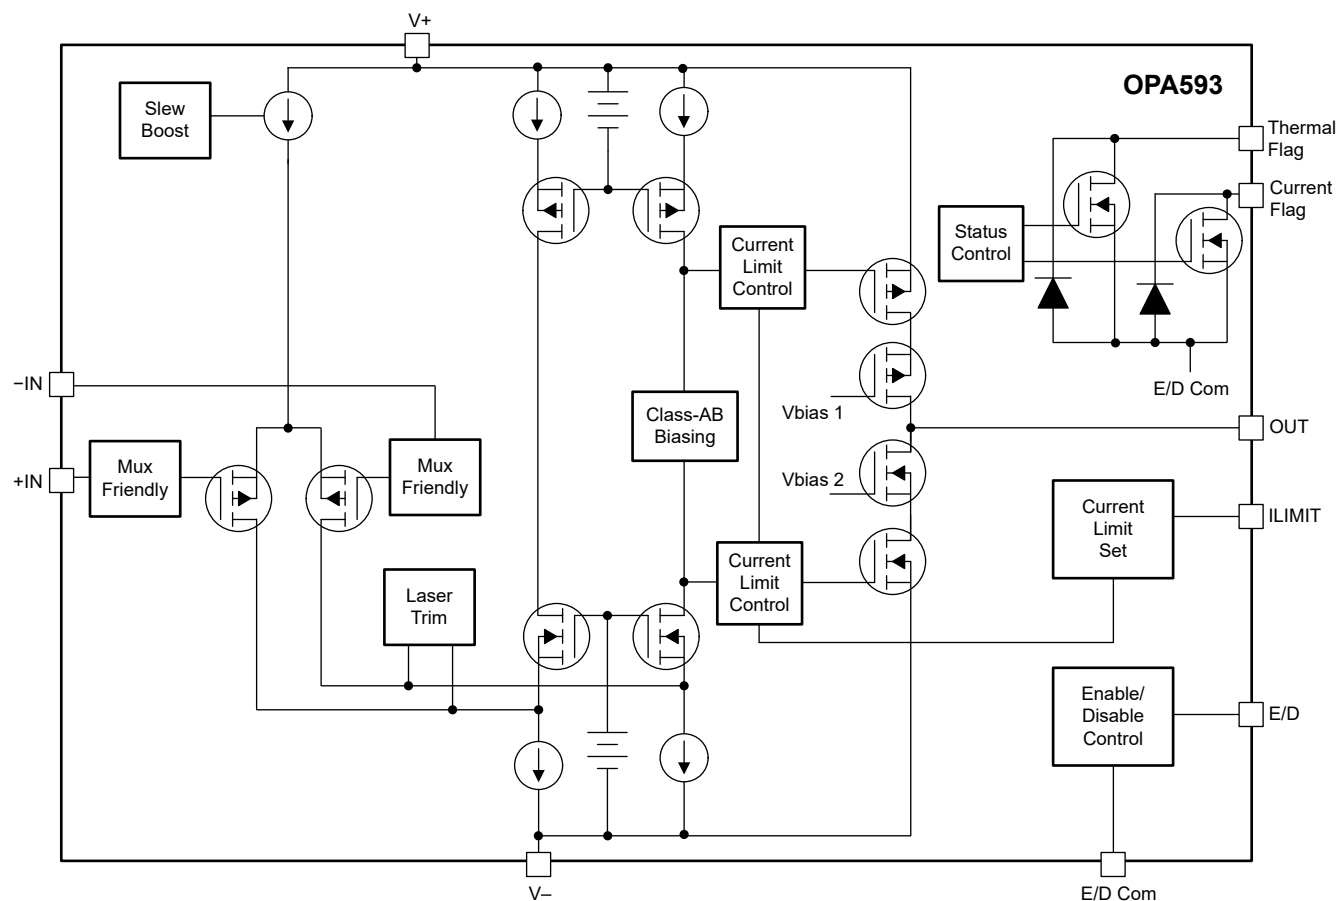 V+
OPA593
Slew
Boost
Thermal
Flag
Current
Flag
Status
Control
Current
Limit
Control
E/D Com
−IN
Vbias 1
Class-AB
Biasing
OUT
+IN
Mux
Friendly
Mux
Friendly
Vbias 2
Current
Limit
Set
ILIMIT
Current
Limit
Control
Laser
Trim
Enable/
Disable
Control
E/D
V–
E/D Com